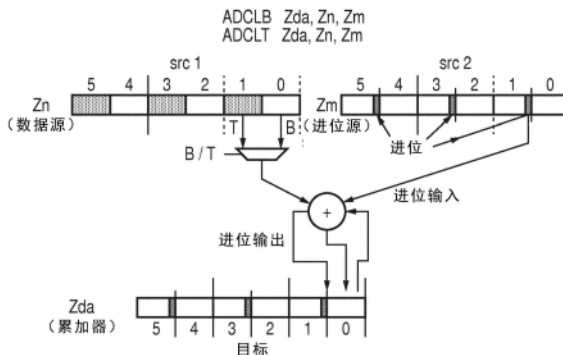 ADCLB Zda, Zn, Zm
ADCLT Zda, Zn, Zm
src 1
src 2
5 4 3 2 1 0
5 4 3 2 1 0
Zn
（数据源）
Zm
（进位源）
T
B
进位
B / T
进位输入
+
进位输出
Zda
（累加器）
5 4 3 2 1 0
目标